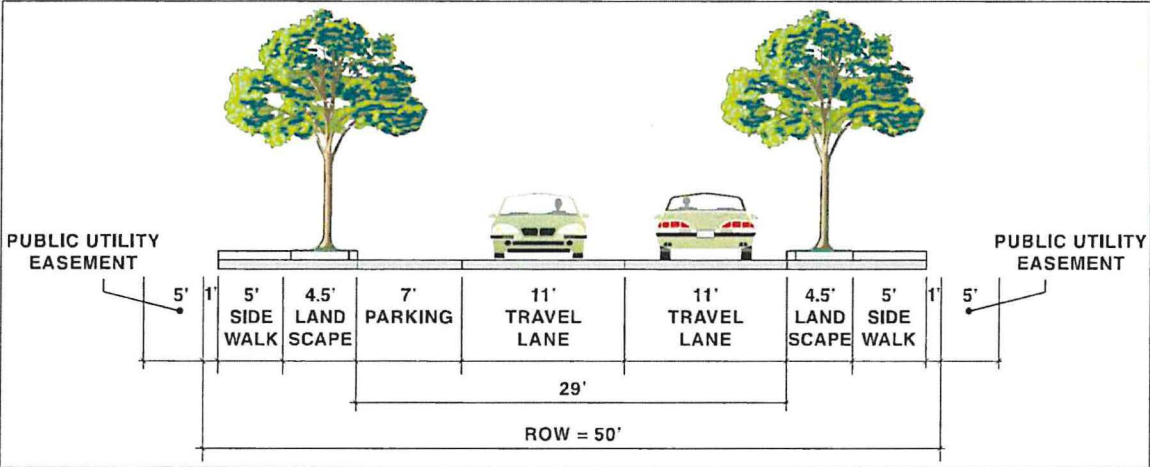 PUBLIC UTILITY
EASEMENT
PUBLIC UTILITY
EASEMENT
5' 1' 5' 4.5' 7' 11' 11' 4.5' 5' 1' 5'
SIDE LAND PARKING TRAVEL TRAVEL LAND SIDE
WALK SCAPE LANE LANE SCAPE WALK
29'
ROW = 50'